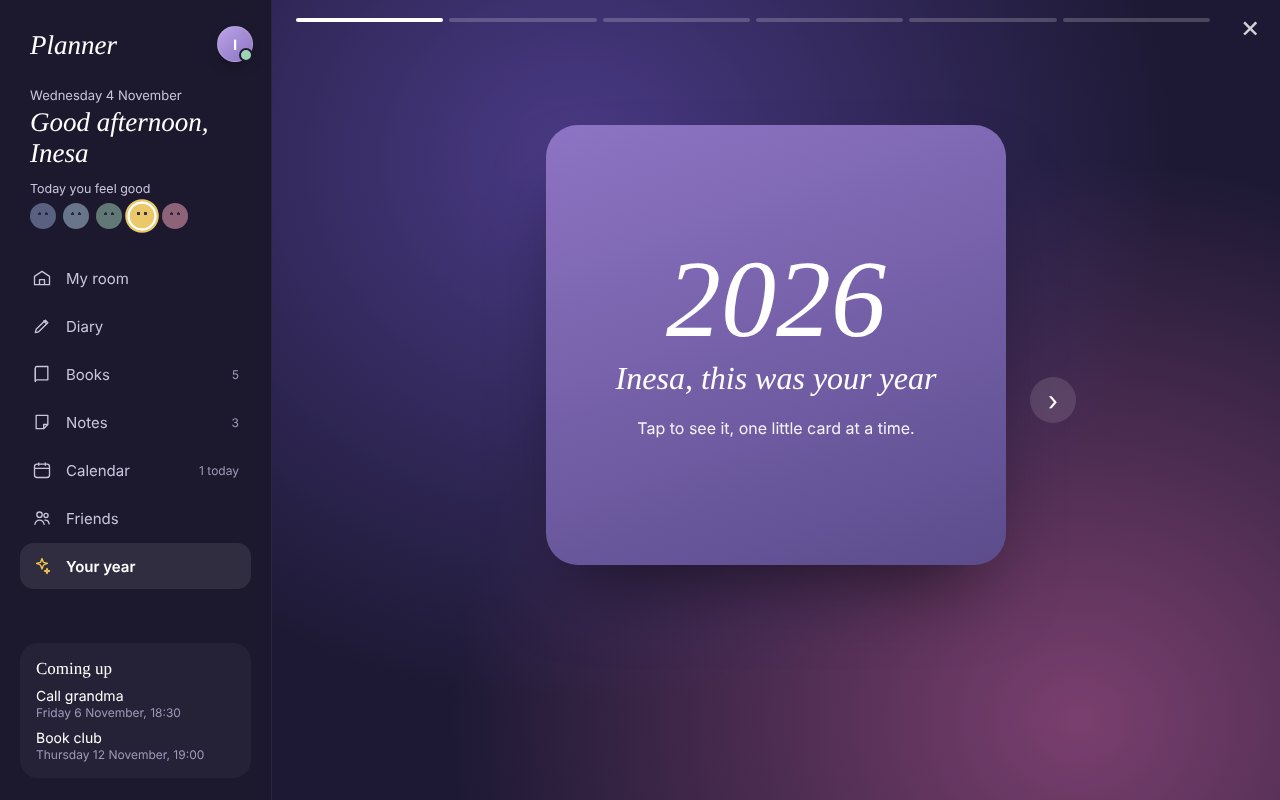 Planner
I
Wednesday 4 November
Good afternoon,
Inesa
Today you feel good
My room
Diary
Books 5
Notes 3
Calendar 1 today
Friends
Your year
Coming up
Call grandma
Friday 6 November, 18:30
Book club
Thursday 12 November, 19:00
2026
Inesa, this was your year
Tap to see it, one little card at a time.